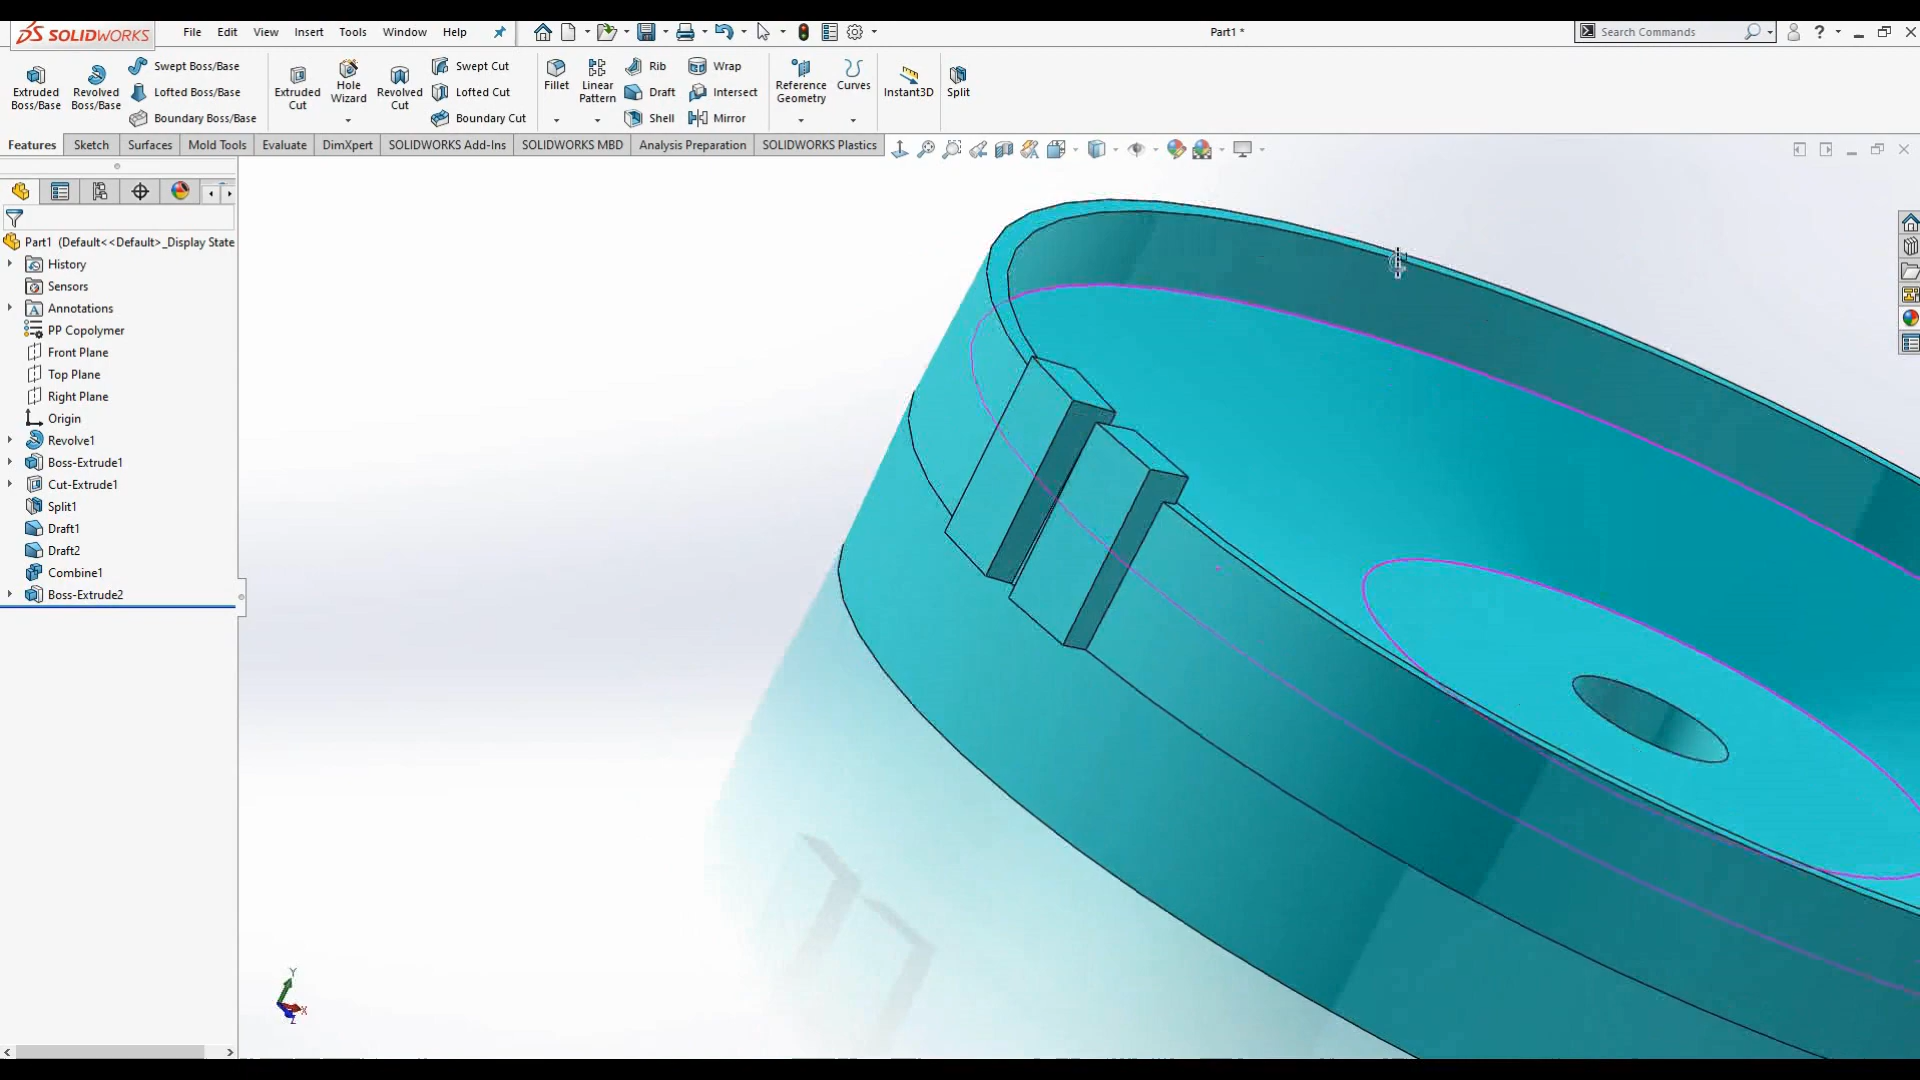 SOLIDWORKS File Edit View Insert Tools Window Help Part1 * Search Commands ?
Extruded Boss/Base
Revolved Boss/Base
Swept Boss/Base
Lofted Boss/Base
Boundary Boss/Base
Extruded Cut
Hole Wizard
Revolved Cut
Swept Cut
Lofted Cut
Boundary Cut
Fillet
Linear Pattern
Rib
Draft
Shell
Wrap
Intersect
Mirror
Reference Geometry
Curves
Instant3D
Split
Features Sketch Surfaces Mold Tools Evaluate DimXpert SOLIDWORKS Add-Ins SOLIDWORKS MBD Analysis Preparation SOLIDWORKS Plastics
Part1 (Default<<Default>_Display State
History
Sensors
Annotations
PP Copolymer
Front Plane
Top Plane
Right Plane
Origin
Revolve1
Boss-Extrude1
Cut-Extrude1
Split1
Draft1
Draft2
Combine1
Boss-Extrude2
Y
X
Z